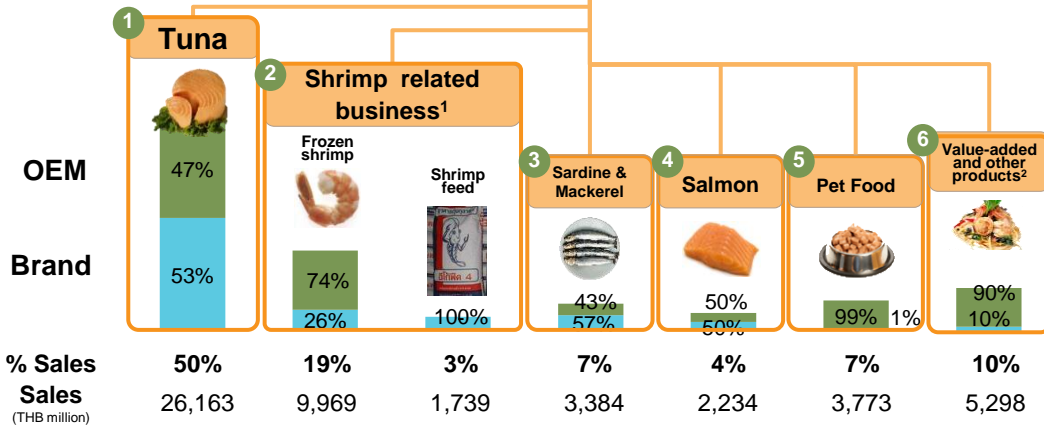 1
Tuna
2
Shrimp related
business1
Frozen
shrimp
Shrimp
feed
3
Sardine &
Mackerel
4
Salmon
5
Pet Food
6
Value-added
and other
products2
OEM
47%
Brand
53%
74%
26%
100%
43%
57%
50%
50%
99%
1%
90%
10%
% Sales 50% 19% 3% 7% 4% 7% 10%
Sales 26,163 9,969 1,739 3,384 2,234 3,773 5,298
(THB million)